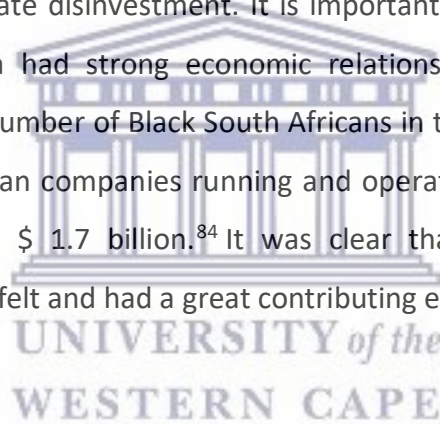 ate disinvestment. It is important
had strong economic relations
umber of Black South Africans in t
an companies running and operat
$ 1.7 billion.84 It was clear tha
felt and had a great contributing e
UNIVERSITY of the
WESTERN CAPE